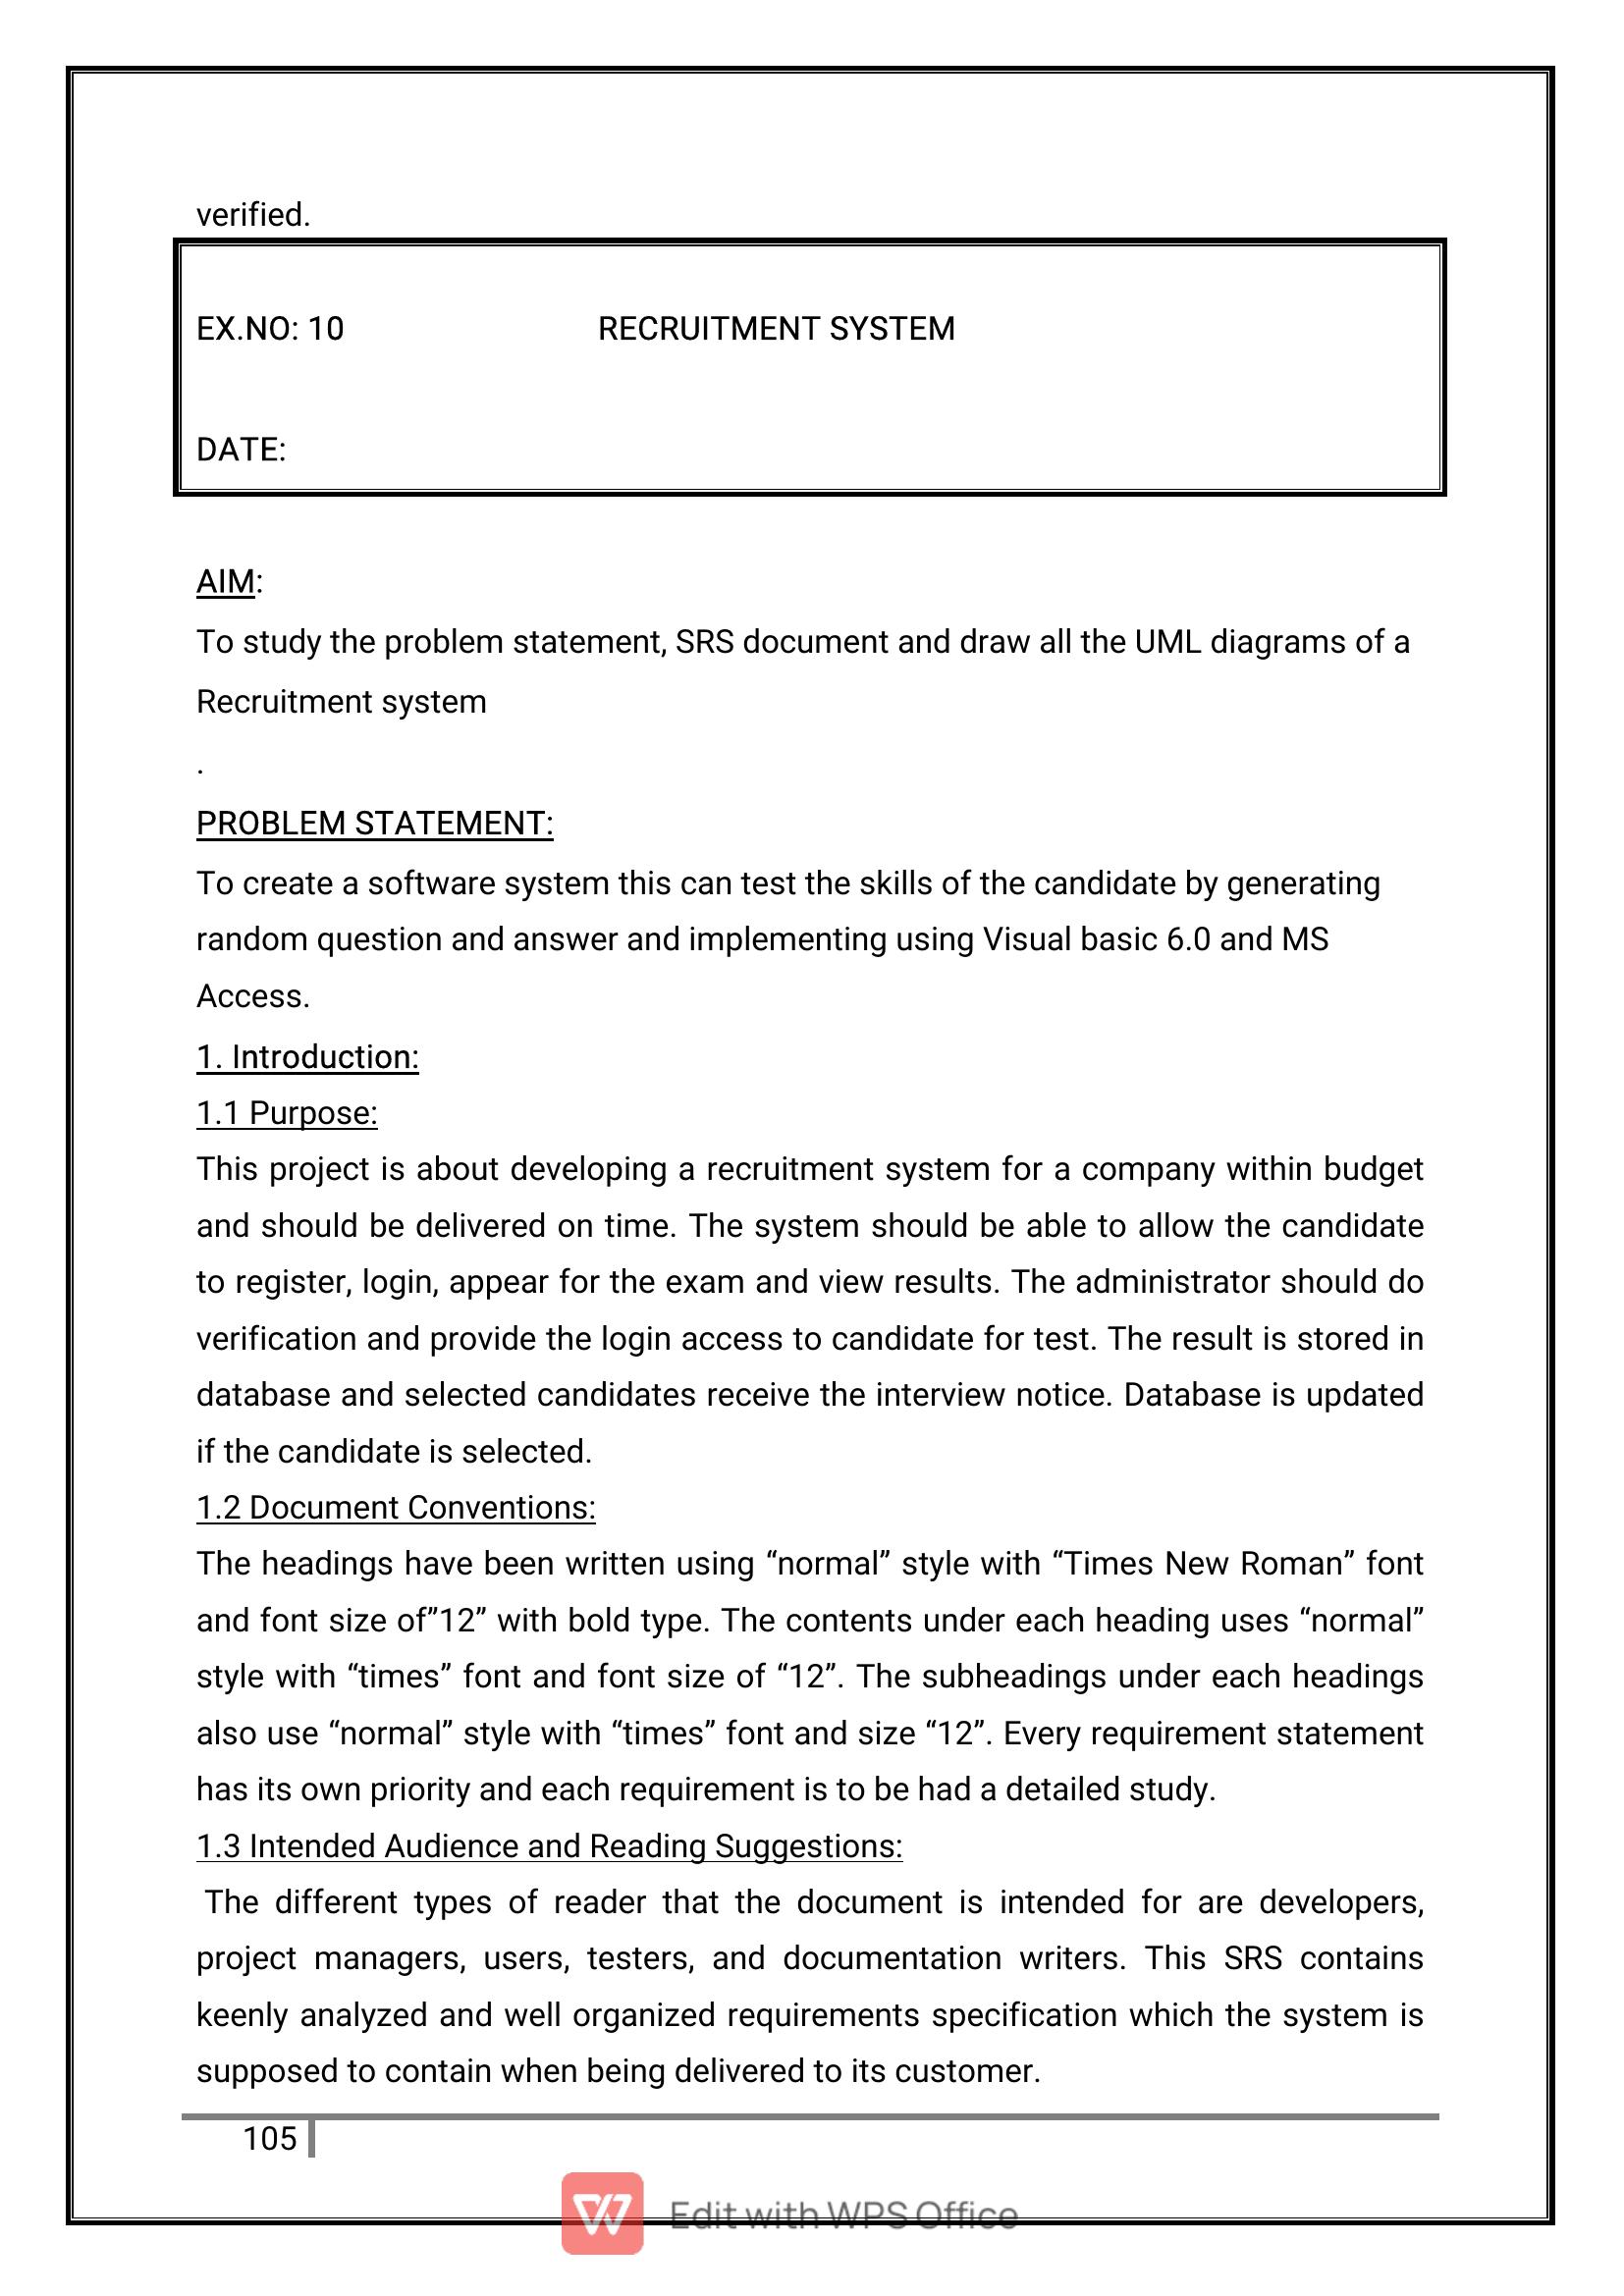 verified.
EX.NO: 10 RECRUITMENT SYSTEM
DATE:
AIM:
To study the problem statement, SRS document and draw all the UML diagrams of a
Recruitment system
.
PROBLEM STATEMENT:
To create a software system this can test the skills of the candidate by generating
random question and answer and implementing using Visual basic 6.0 and MS
Access.
1. Introduction:
1.1 Purpose:
This project is about developing a recruitment system for a company within budget
and should be delivered on time. The system should be able to allow the candidate
to register, login, appear for the exam and view results. The administrator should do
verification and provide the login access to candidate for test. The result is stored in
database and selected candidates receive the interview notice. Database is updated
if the candidate is selected.
1.2 Document Conventions:
The headings have been written using “normal” style with “Times New Roman” font
and font size of”12” with bold type. The contents under each heading uses “normal”
style with “times” font and font size of “12”. The subheadings under each headings
also use “normal” style with “times” font and size “12”. Every requirement statement
has its own priority and each requirement is to be had a detailed study.
1.3 Intended Audience and Reading Suggestions:
The different types of reader that the document is intended for are developers,
project managers, users, testers, and documentation writers. This SRS contains
keenly analyzed and well organized requirements specification which the system is
supposed to contain when being delivered to its customer.
105
Edit with WPS Office